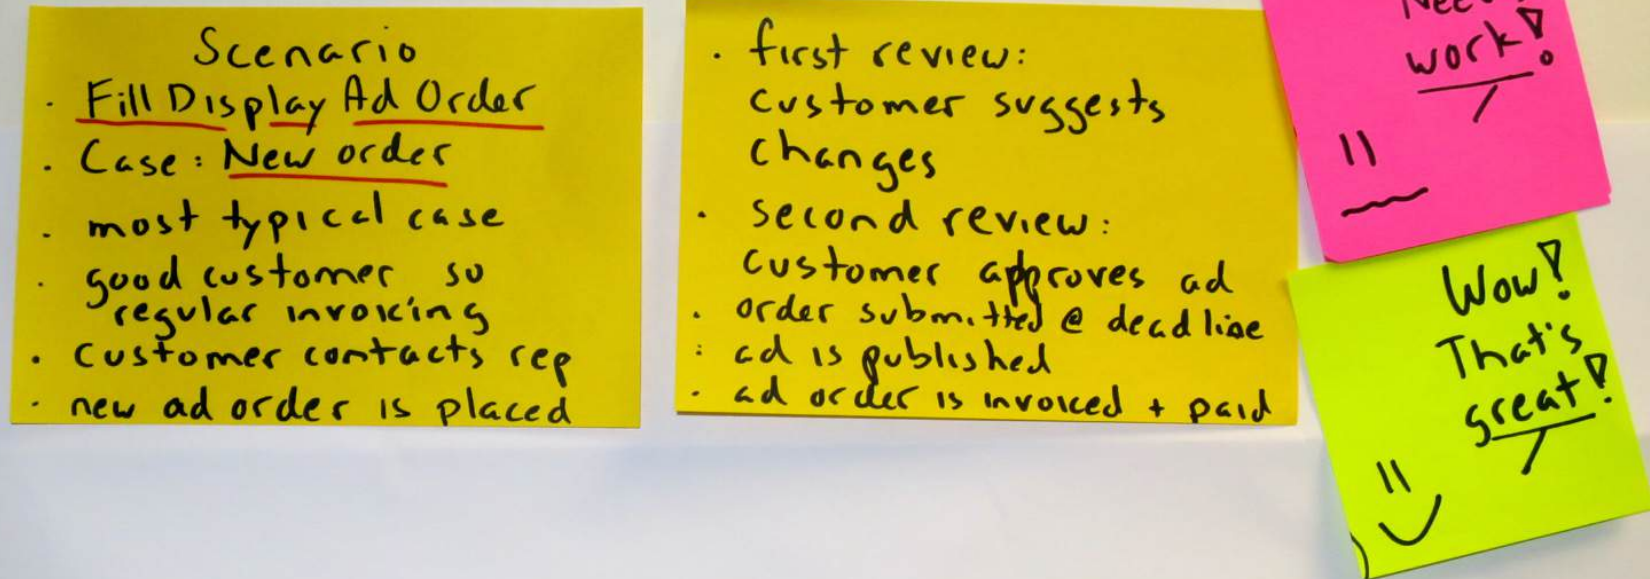 Scenario
· Fill Display Ad Order
· Case: New order
· most typical case
· good customer so
regular invoicing
· customer contacts rep
· new ad order is placed
· first review:
customer suggests
changes
· second review:
customer approves ad
· order submitted @ deadline
: ad is published
· ad order is invoiced + paid
work!
Wow!
That's
great!